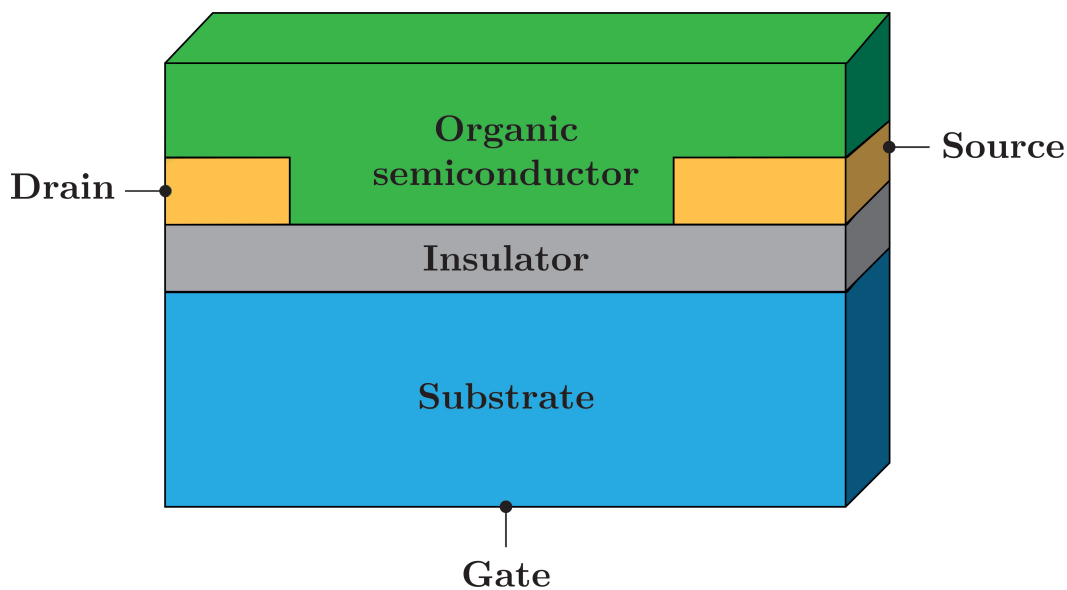 Organic
semiconductor
Source
Drain
Insulator
Substrate
Gate